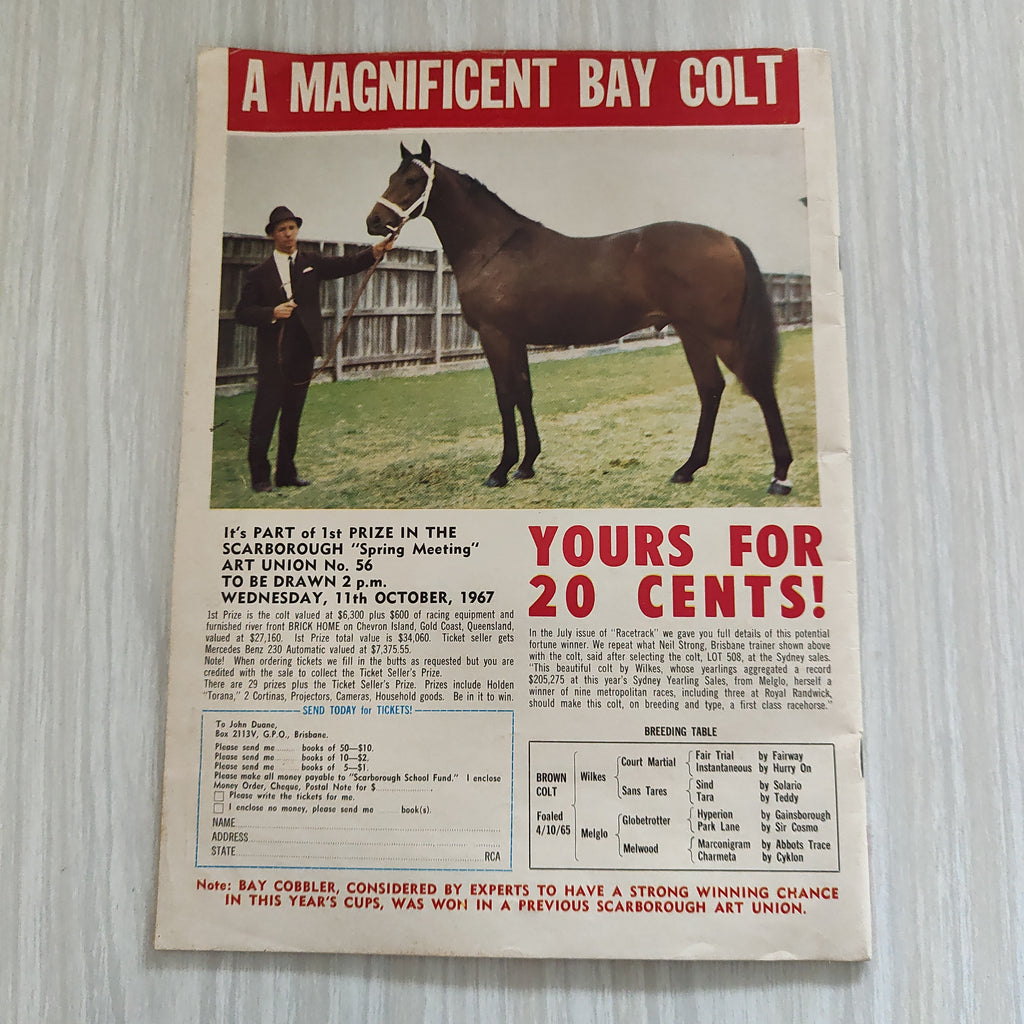 A MAGNIFICENT BAY COLT
It's PART of 1st PRIZE IN THE
SCARBOROUGH "Spring Meeting"
ART UNION No. 56
TO BE DRAWN 2 p.m.
WEDNESDAY, 11th OCTOBER, 1967
1st Prize is the colt valued at $6,300 plus $600 of racing equipment and
furnished river front BRICK HOME on Chevron Island, Gold Coast, Queensland,
valued at $27,160. 1st Prize total value is $34,060. Ticket seller gets
Mercedes Benz 230 Automatic valued at $7,375.55.
Note! When ordering tickets we fill in the butts as requested but you are
credited with the sale to collect the Ticket Seller's Prize.
There are 29 prizes plus the Ticket Seller's Prize. Prizes include Holden
"Torana," 2 Cortinas, Projectors, Cameras, Household goods. Be in it to win.
SEND TODAY for TICKETS!
To John Duane,
Box 2113V, G.P.O., Brisbane.
Please send me........ books of 50—$10.
Please send me........ books of 10—$2.
Please send me........ books of 5—$1.
Please make all money payable to "Scarborough School Fund." I enclose
Money Order, Cheque, Postal Note for $..................
Please write the tickets for me.
I enclose no money, please send me........book(s).
NAME
ADDRESS
STATE
RCA
YOURS FOR
20 CENTS!
In the July issue of "Racetrack" we gave you full details of this potential
fortune winner. We repeat what Neil Strong, Brisbane trainer shown above
with the colt, said after selecting the colt, LOT 508, at the Sydney sales.
"This beautiful colt by Wilkes, whose yearlings aggregated a record
$205,275 at this year's Sydney Yearling Sales, from Melglo, herself a
winner of nine metropolitan races, including three at Royal Randwick,
should make this colt, on breeding and type, a first class racehorse."
BREEDING TABLE
BROWN
COLT
Foaled
4/10/65
Wilkes
Melglo
Court Martial
Sans Tares
Globetrotter
Melwood
Fair Trial by Fairway
Instantaneous by Hurry On
Sind by Solario
Tara by Teddy
Hyperion by Gainsborough
Park Lane by Sir Cosmo
Marconigram by Abbots Trace
Charmeta by Cyklon
Note: BAY COBBLER, CONSIDERED BY EXPERTS TO HAVE A STRONG WINNING CHANCE
IN THIS YEAR'S CUPS, WAS WON IN A PREVIOUS SCARBOROUGH ART UNION.